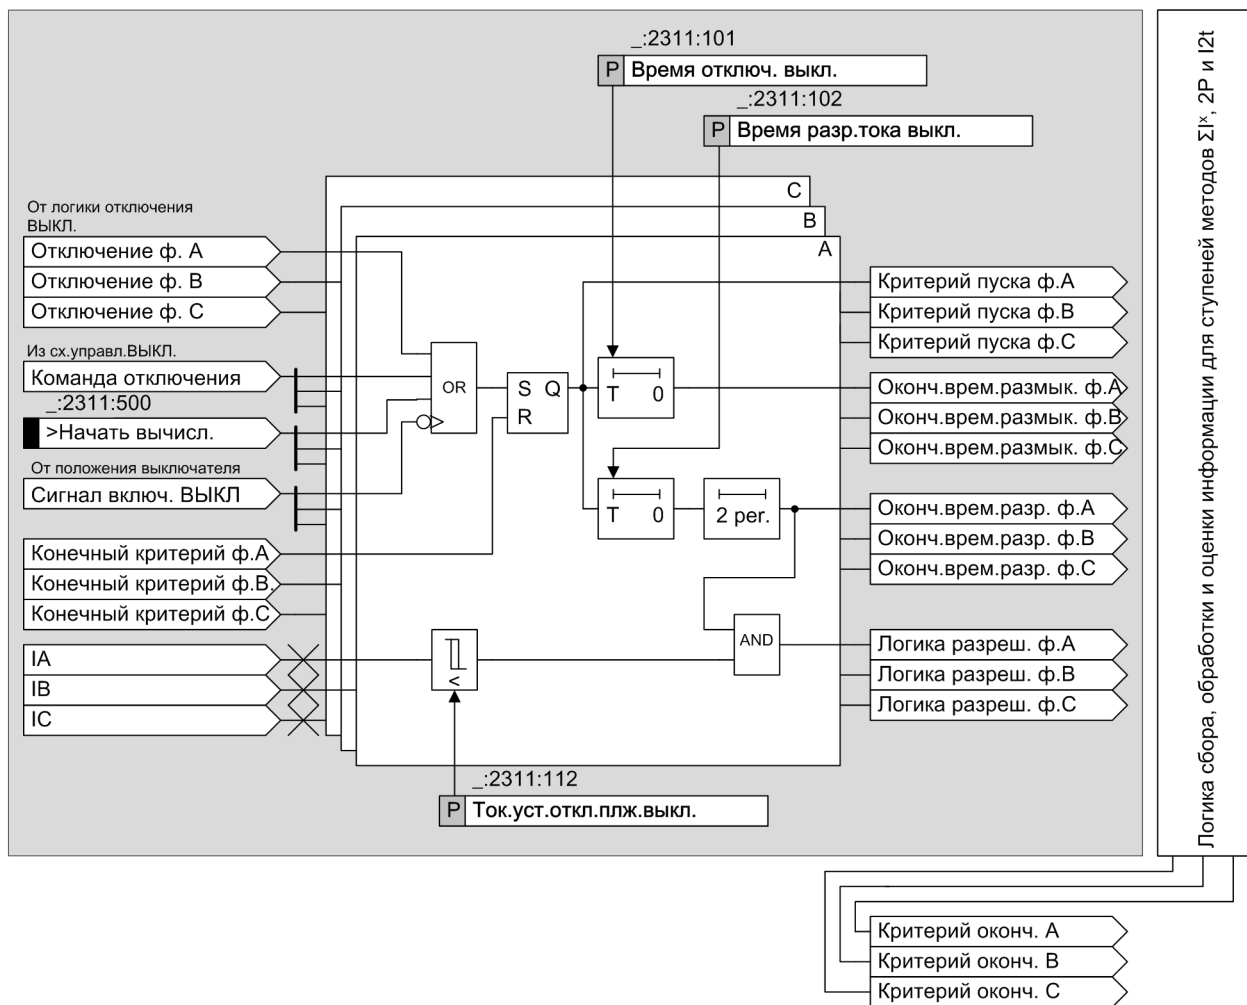 _:2311:101
P Время отключ. выкл.
_:2311:102
P Время разр.тока выкл.
C
B
A
От логики отключения
ВЫКЛ.
Отключение ф. A
Отключение ф. B
Отключение ф. C
Из сх.управл.ВЫКЛ.
Команда отключения
_:2311:500
>Начать вычисл.
От положения выключателя
Сигнал включ. ВЫКЛ
Конечный критерий ф.A
Конечный критерий ф.B.
Конечный критерий ф.C
IA
IB
IC
OR
S Q
R
T 0
T 0
2 per.
<
AND
_:2311:112
P Ток.уст.откл.плж.выкл.
Критерий пуска ф.A
Критерий пуска ф.B
Критерий пуска ф.C
Оконч.врем.размык. ф.A
Оконч.врем.размык. ф.B
Оконч.врем.размык. ф.C
Оконч.врем.разр. ф.A
Оконч.врем.разр. ф.B
Оконч.врем.разр. ф.C
Логика разреш. ф.A
Логика разреш. ф.B
Логика разреш. ф.C
Логика сбора, обработки и оценки информации для ступеней методов ΣIˣ, 2P и I2t
Критерий оконч. A
Критерий оконч. B
Критерий оконч. C